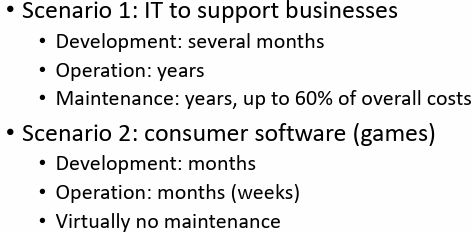 • Scenario 1: IT to support businesses
• Development: several months
• Operation: years
• Maintenance: years, up to 60% of overall costs
• Scenario 2: consumer software (games)
• Development: months
• Operation: months (weeks)
• Virtually no maintenance